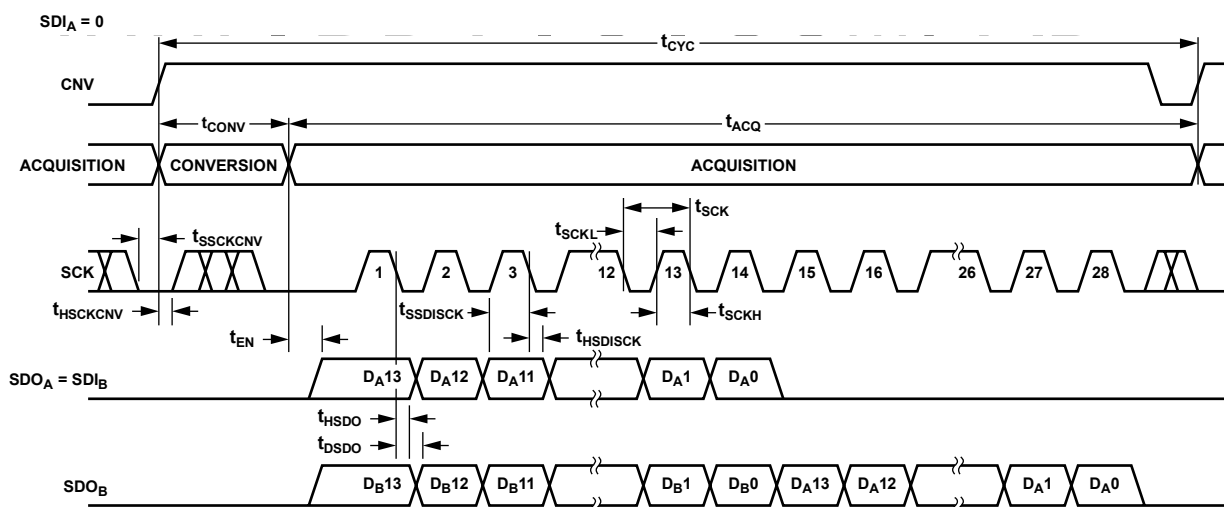 SDIA = 0
tCYC
CNV
tCONV
tACQ
ACQUISITION
CONVERSION
ACQUISITION
tSCK
tSCKL
tSSCKCNV
SCK
1
2
3
12
13
14
15
16
26
27
28
tHSCKCNV
tSSDISCK
tSCKH
tEN
tHSDISCK
SDOA = SDIB
DA13
DA12
DA11
DA1
DA0
tHSDO
tDSDO
SDOB
DB13
DB12
DB11
DB1
DB0
DA13
DA12
DA1
DA0